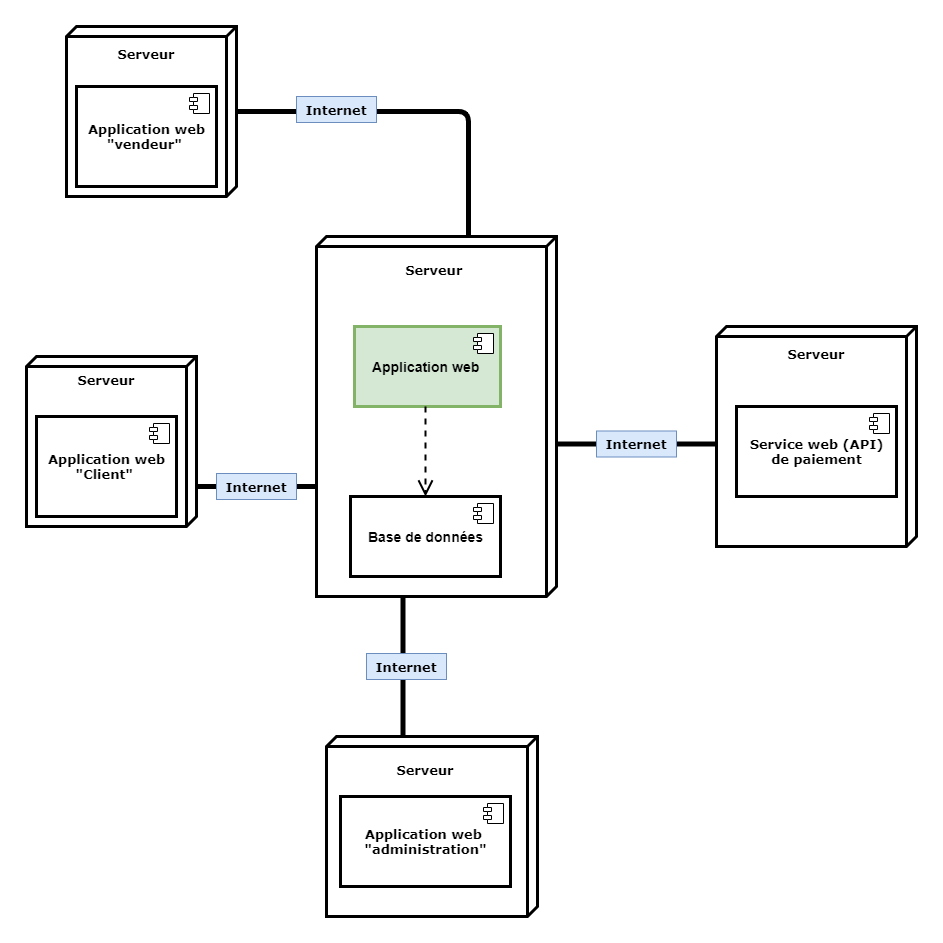 Serveur
Application web
"vendeur"
Internet
Serveur
Application web
Base de données
Serveur
Application web
"Client"
Internet
Internet
Serveur
Service web (API)
de paiement
Internet
Serveur
Application web
"administration"